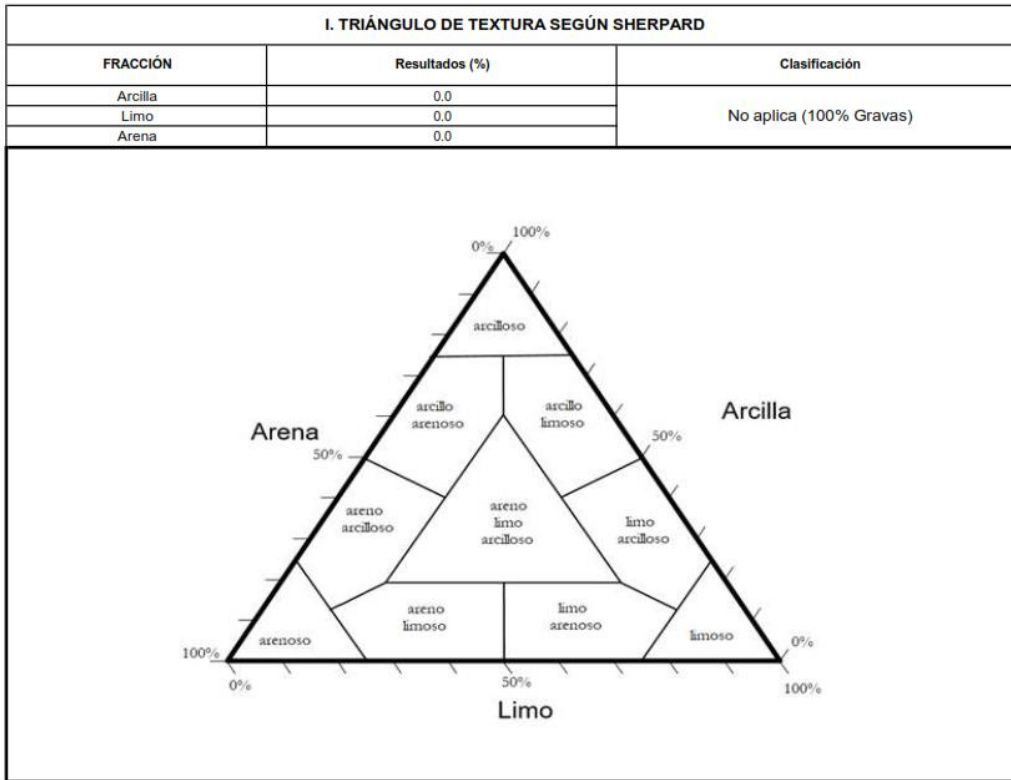 I. TRIÁNGULO DE TEXTURA SEGÚN SHERPARD
FRACCIÓN Resultados (%) Clasificación
Arcilla 0.0
Limo 0.0
Arena 0.0
No aplica (100% Gravas)
100%
0%
arcilloso
arcillo
arenoso
arcillo
limoso
Arcilla
Arena
50%
50%
areno
arcilloso
areno
limo
arcilloso
limo
arcilloso
areno
limoso
limo
arenoso
arenoso
limoso
100%
0%
0%
50%
100%
Limo